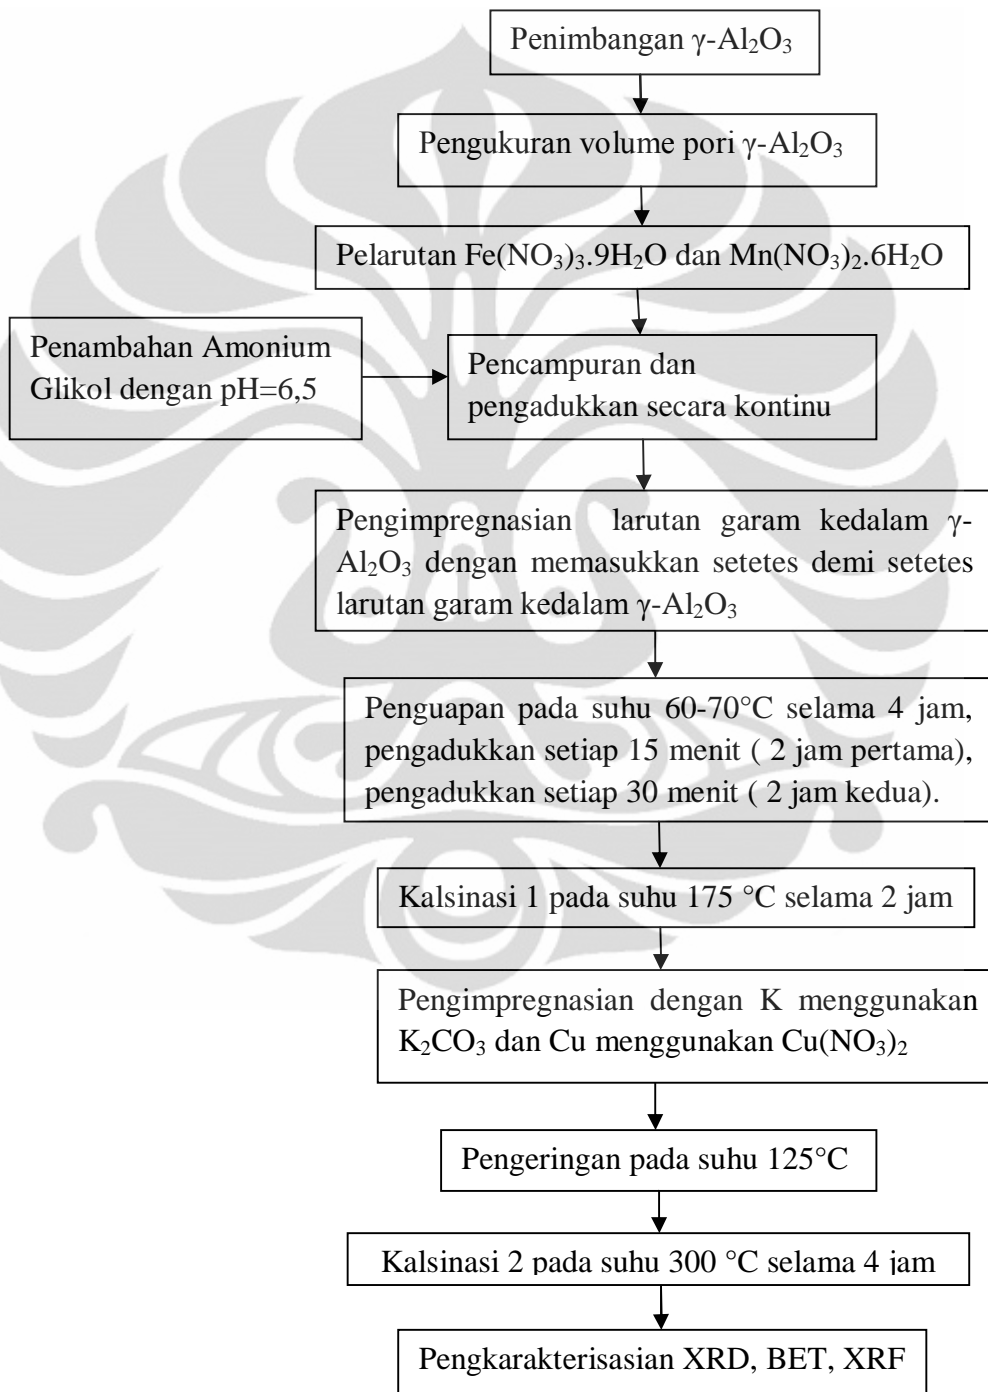 Penimbangan γ-Al₂O₃
Pengukuran volume pori γ-Al₂O₃
Pelarutan Fe(NO₃)₃.9H₂O dan Mn(NO₃)₂.6H₂O
Penambahan Amonium
Glikol dengan pH=6,5
Pencampuran dan
pengadukkan secara kontinu
Pengimpregnasian larutan garam kedalam γ-
Al₂O₃ dengan memasukkan setetes demi setetes
larutan garam kedalam γ-Al₂O₃
Penguapan pada suhu 60-70°C selama 4 jam,
pengadukkan setiap 15 menit ( 2 jam pertama),
pengadukkan setiap 30 menit ( 2 jam kedua).
Kalsinasi 1 pada suhu 175 °C selama 2 jam
Pengimpregnasian dengan K menggunakan
K₂CO₃ dan Cu menggunakan Cu(NO₃)₂
Pengeringan pada suhu 125°C
Kalsinasi 2 pada suhu 300 °C selama 4 jam
Pengkarakterisasian XRD, BET, XRF